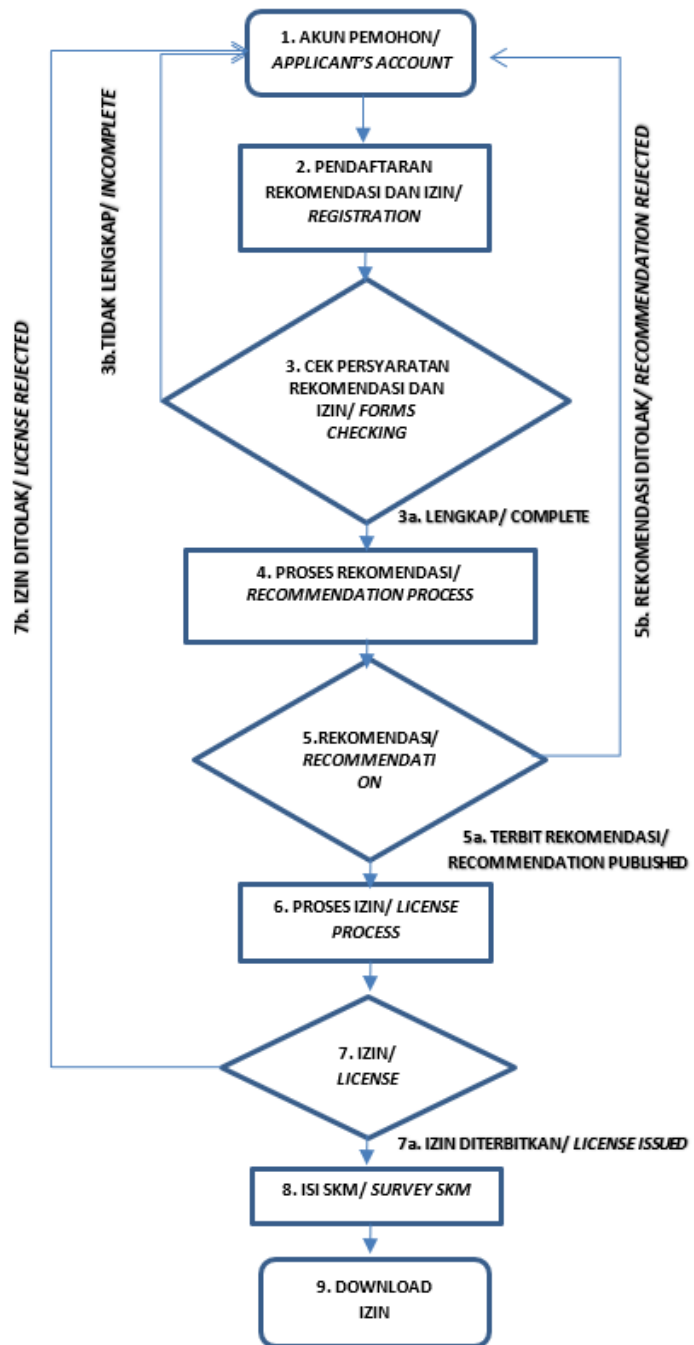 1. AKUN PEMOHON/
APPLICANT'S ACCOUNT
2. PENDAFTARAN
REKOMENDASI DAN IZIN/
REGISTRATION
3b.TIDAK LENGKAP/ INCOMPLETE
3. CEK PERSYARATAN
REKOMENDASI DAN
IZIN/ FORMS
CHECKING
3a. LENGKAP/ COMPLETE
7b. IZIN DITOLAK/ LICENSE REJECTED
5b. REKOMENDASI DITOLAK/ RECOMMENDATION REJECTED
4. PROSES REKOMENDASI/
RECOMMENDATION PROCESS
5.REKOMENDASI/
RECOMMENDATI
ON
5a. TERBIT REKOMENDASI/
RECOMMENDATION PUBLISHED
6. PROSES IZIN/ LICENSE
PROCESS
7. IZIN/
LICENSE
7a. IZIN DITERBITKAN/ LICENSE ISSUED
8. ISI SKM/ SURVEY SKM
9. DOWNLOAD
IZIN